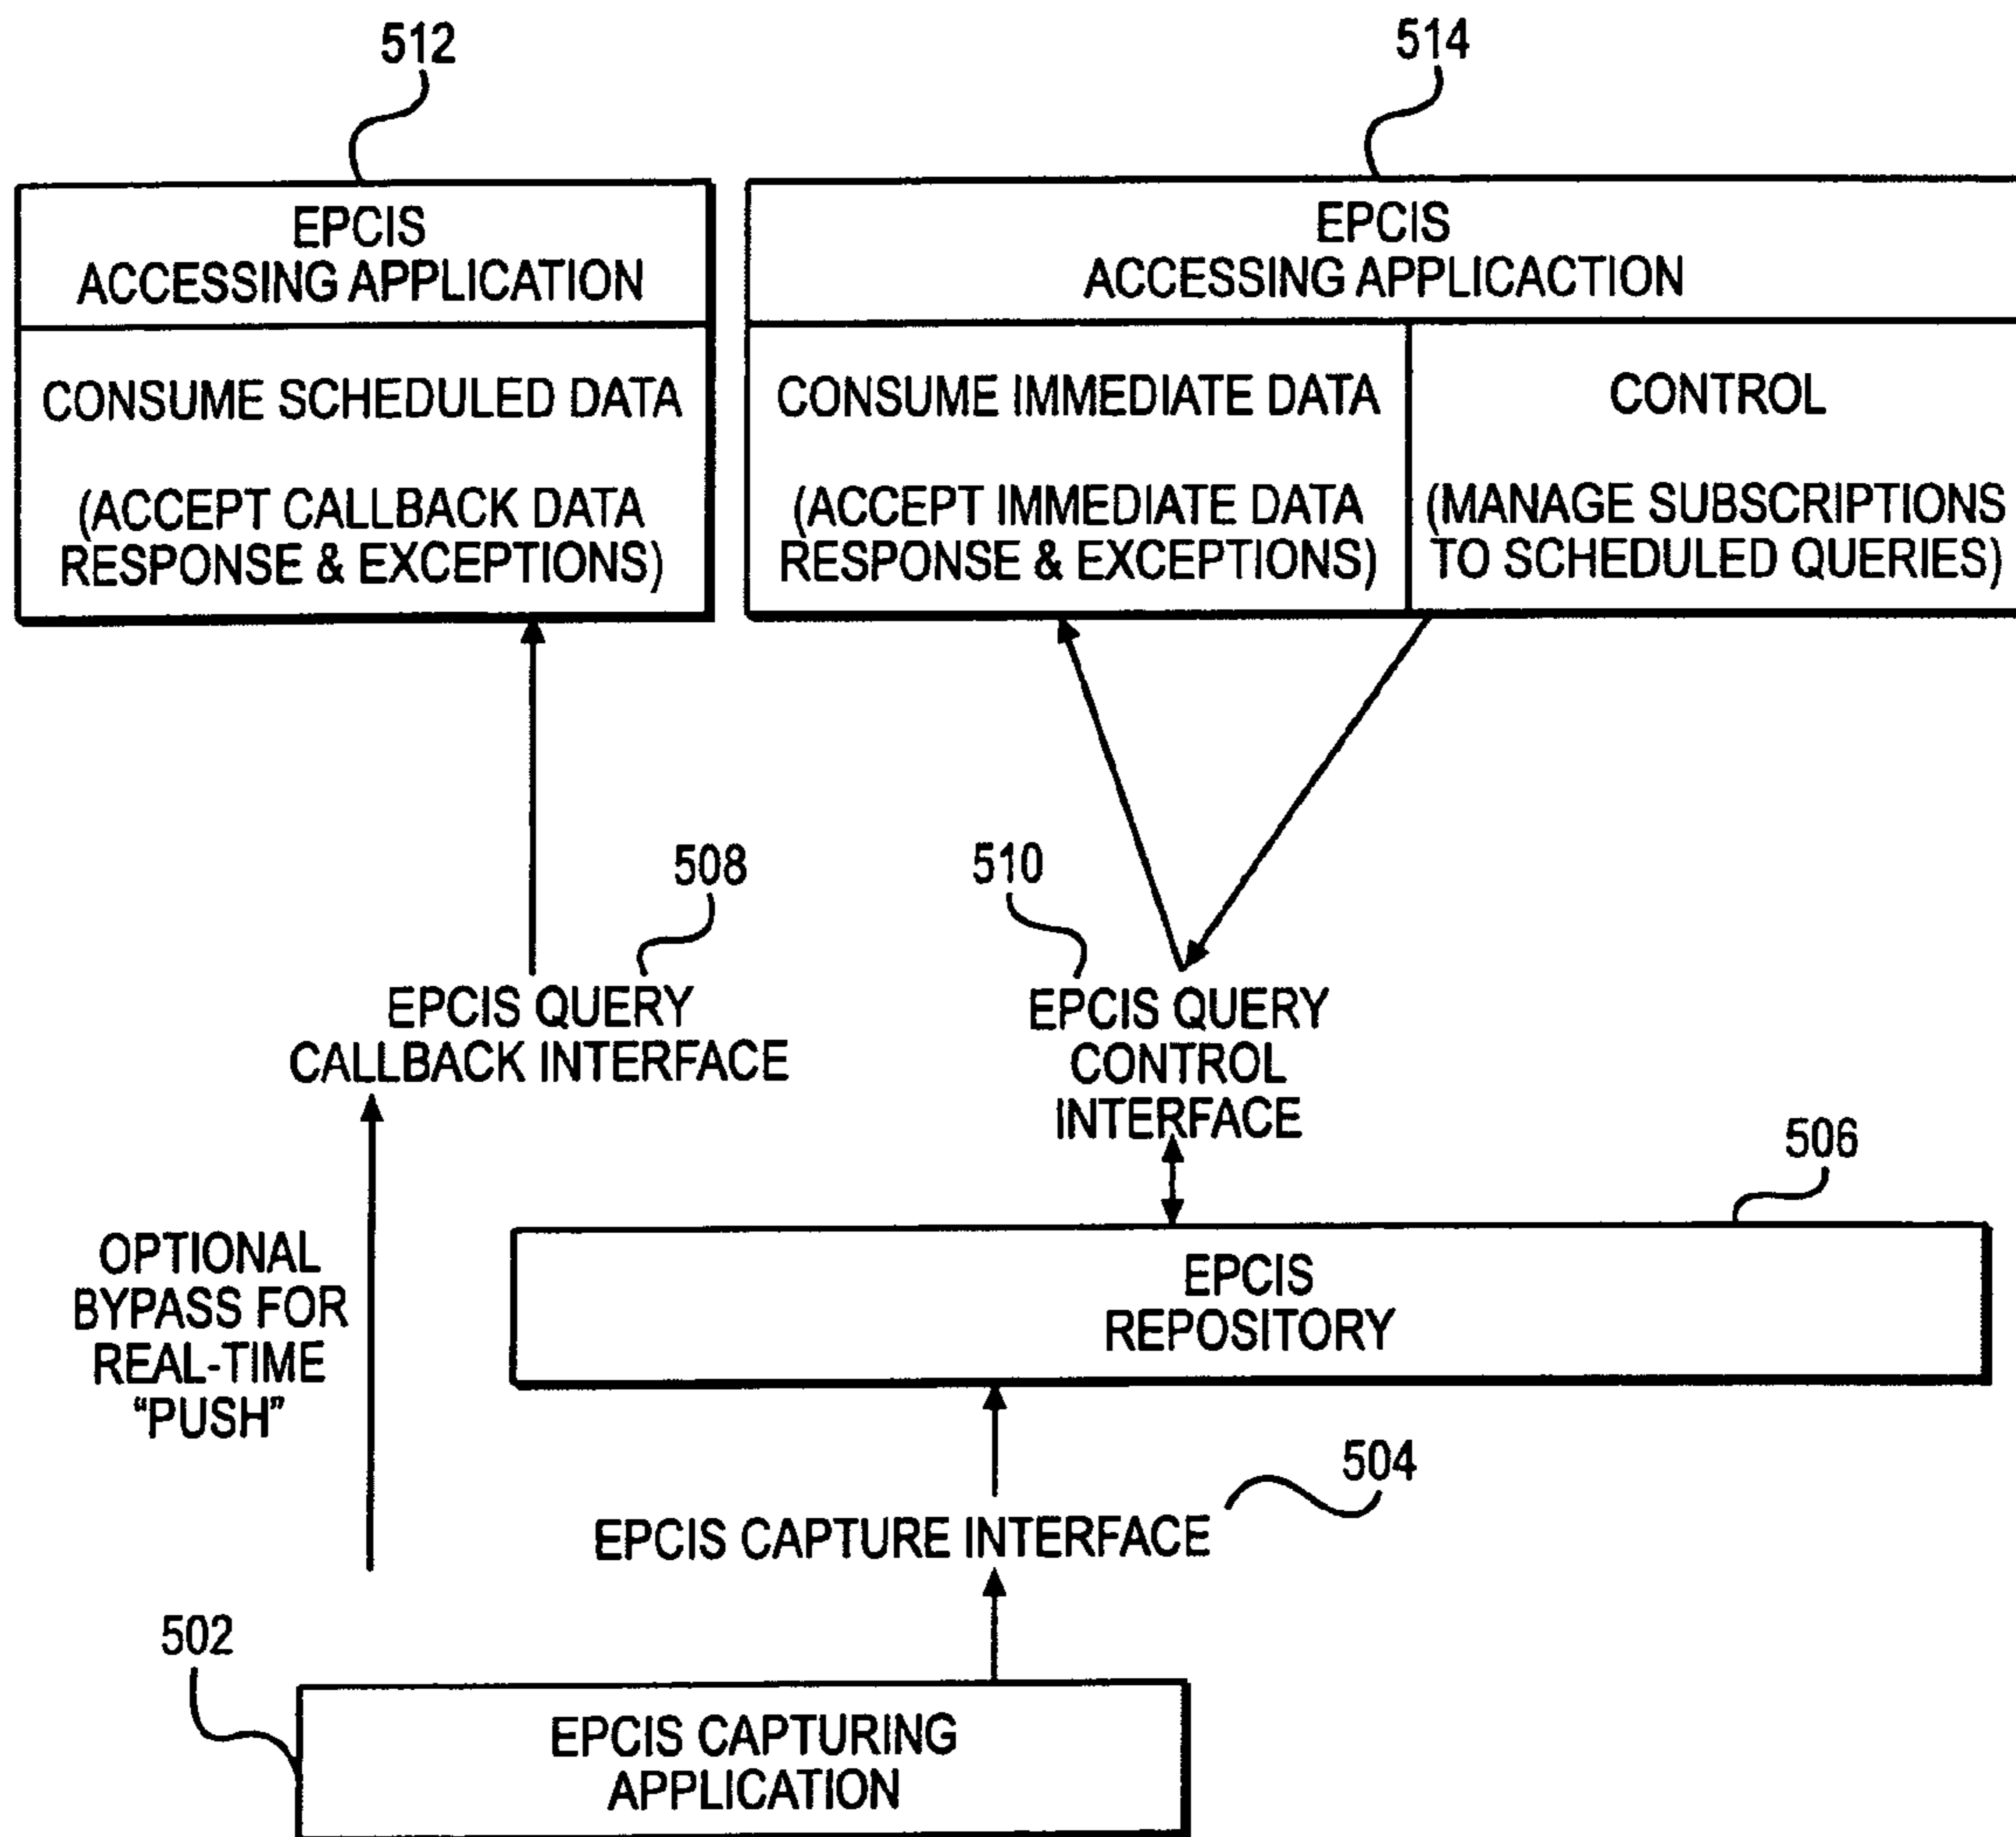 512
514
EPCIS
ACCESSING APPLICATION
CONSUME SCHEDULED DATA
(ACCEPT CALLBACK DATA
RESPONSE & EXCEPTIONS)
EPCIS
ACCESSING APPLICACTION
CONSUME IMMEDIATE DATA
(ACCEPT IMMEDIATE DATA
RESPONSE & EXCEPTIONS)
CONTROL
(MANAGE SUBSCRIPTIONS
TO SCHEDULED QUERIES)
508
EPCIS QUERY
CALLBACK INTERFACE
510
EPCIS QUERY
CONTROL
INTERFACE
506
OPTIONAL
BYPASS FOR
REAL-TIME
“PUSH”
EPCIS
REPOSITORY
504
EPCIS CAPTURE INTERFACE
502
EPCIS CAPTURING
APPLICATION